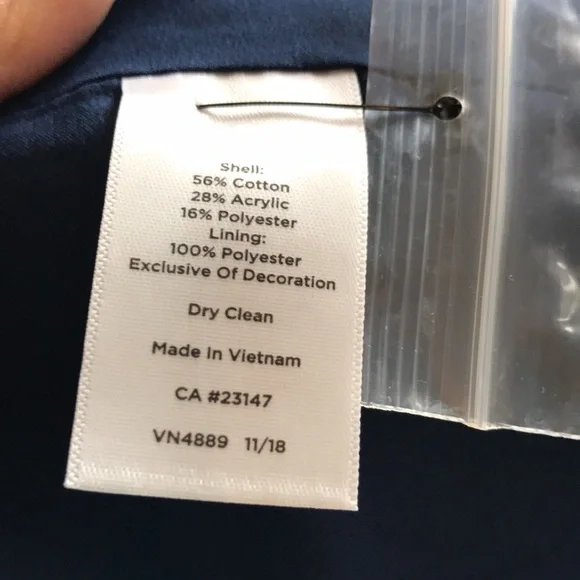 Shell:
56% Cotton
28% Acrylic
16% Polyester
Lining:
100% Polyester
Exclusive Of Decoration
Dry Clean
Made In Vietnam
CA #23147
VN4889 11/18